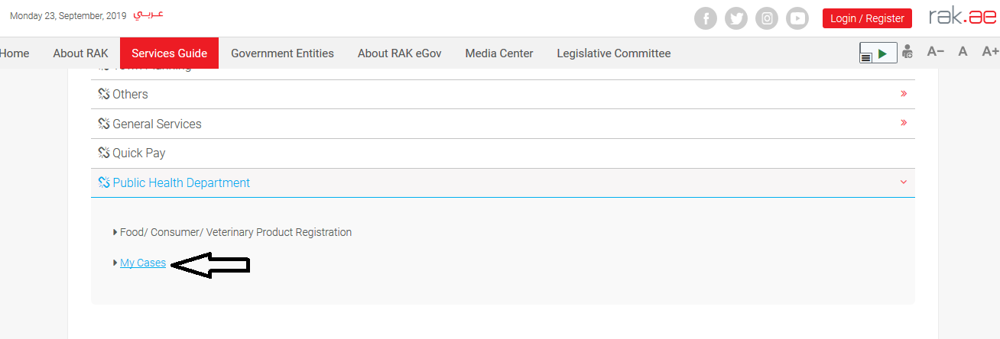 Monday 23, September, 2019 عربي
Login / Register
rak.ae
Home About RAK Services Guide Government Entities About RAK eGov Media Center Legislative Committee A− A A+
Town Planning
Others
General Services
Quick Pay
Public Health Department
Food/ Consumer/ Veterinary Product Registration
My Cases